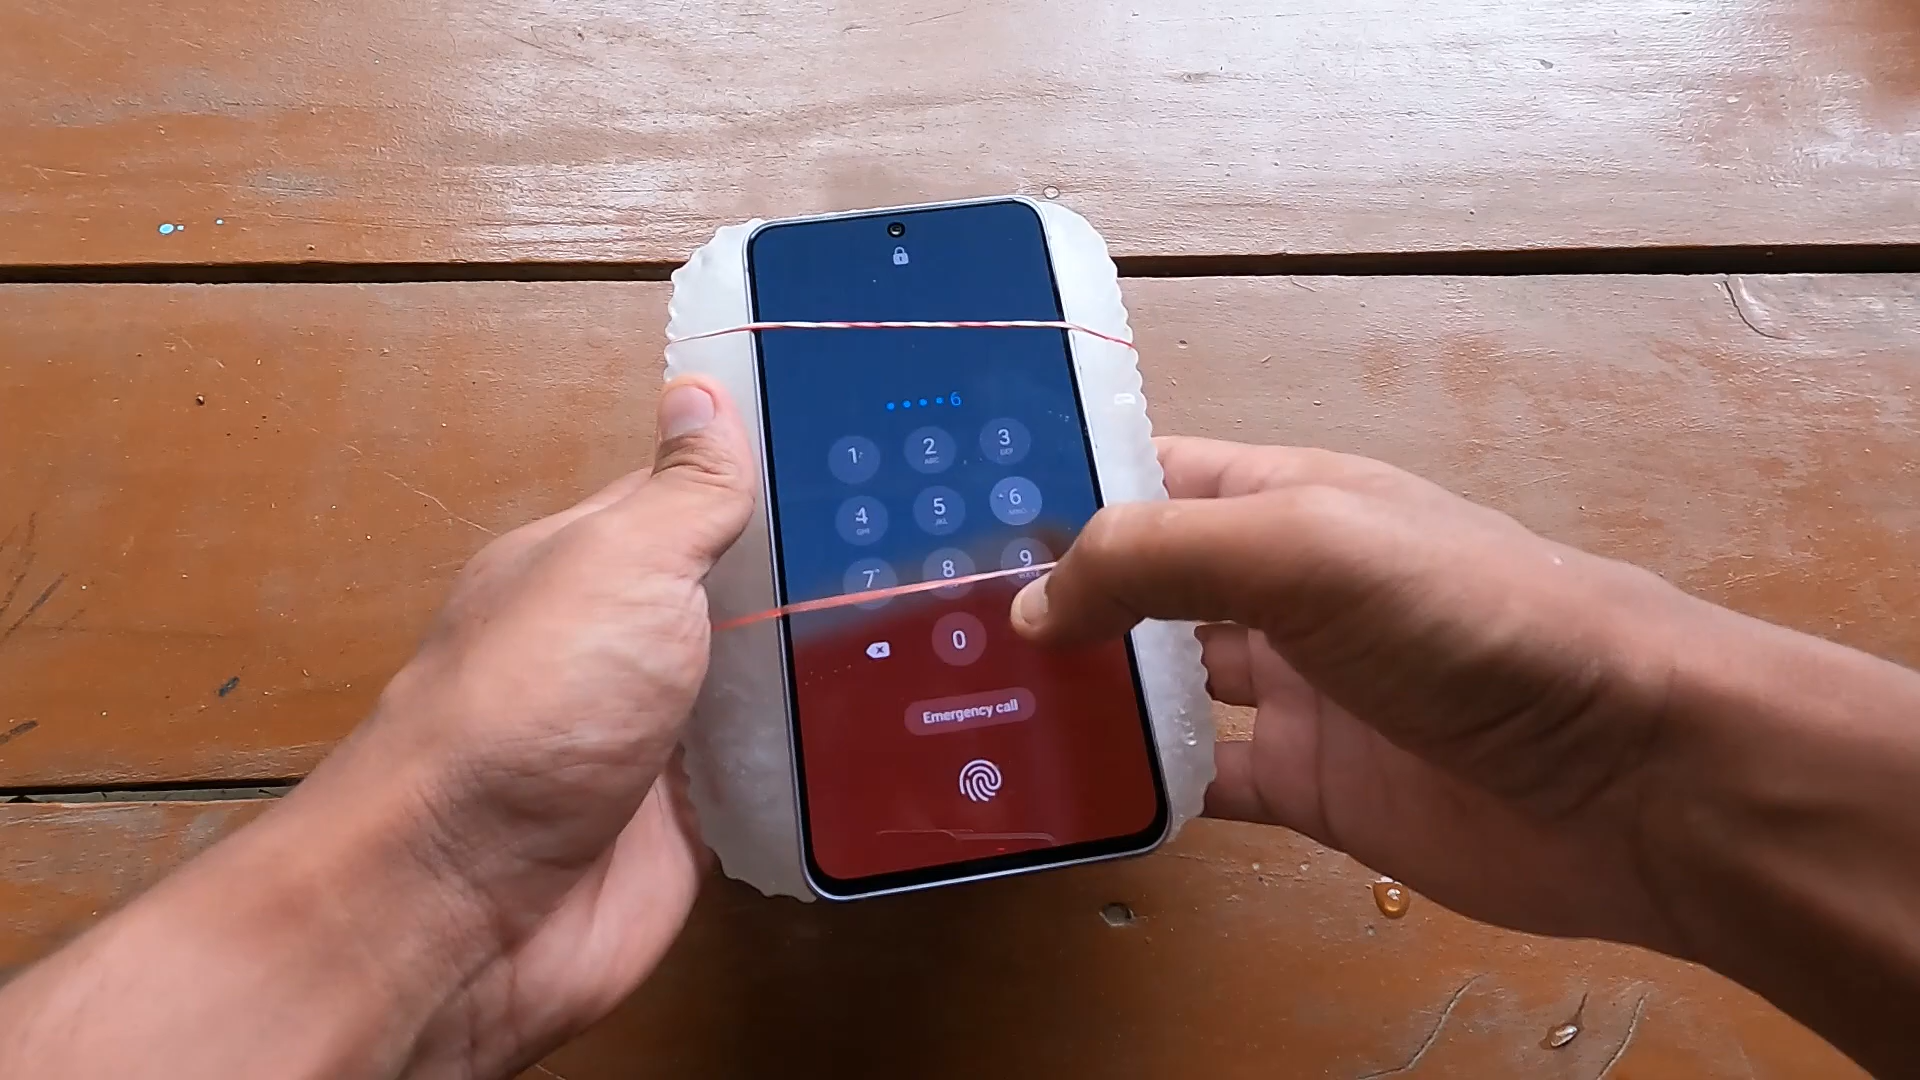 ••••6
1 2 3
ABC DEF
4 5 6
GHI JKL MNO
7 8 9
0
Emergency call